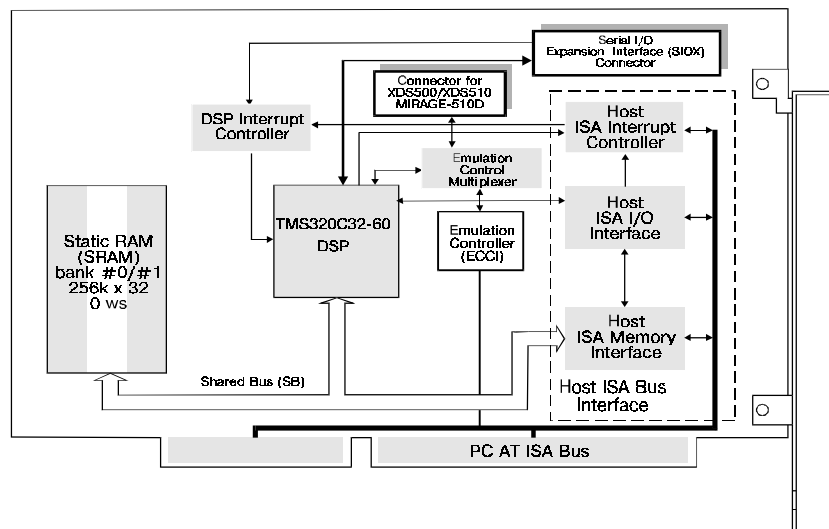 Serial I/O
Expansion Interface (SIOX)
Connector
Connector for
XDS500/XDS510
MIRAGE-510D
DSP Interrupt
Controller
Host
ISA Interrupt
Controller
Emulation
Control
Multiplexer
TMS320C32-60
DSP
Host
ISA I/O
Interface
Static RAM
(SRAM)
bank #0/#1
256k x 32
0 ws
Emulation
Controller
(ECCI)
Host
ISA Memory
Interface
Shared Bus (SB)
Host ISA Bus
Interface
PC AT ISA Bus